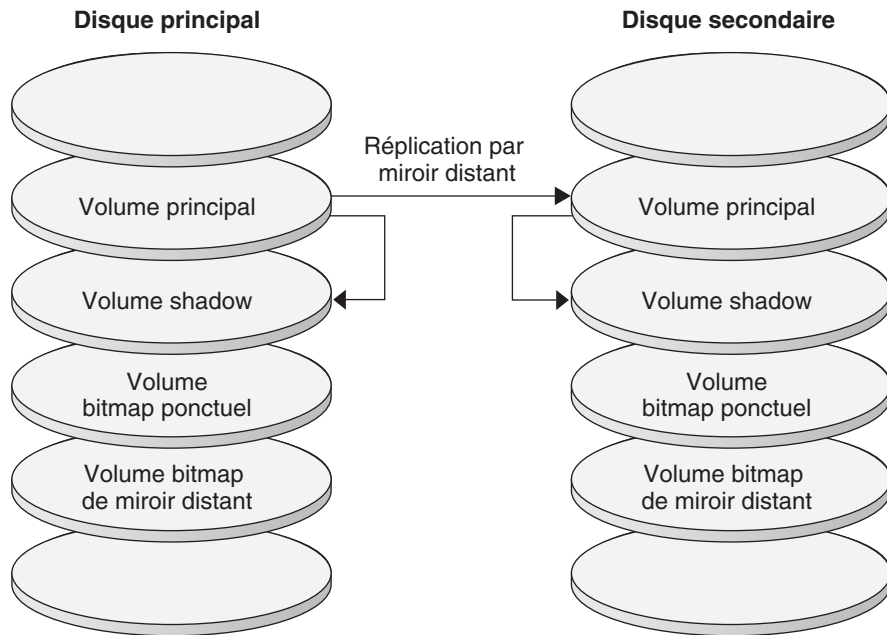 Disque principal
Disque secondaire
Réplication par
miroir distant
Volume principal
Volume principal
Volume shadow
Volume shadow
Volume
bitmap ponctuel
Volume
bitmap ponctuel
Volume bitmap
de miroir distant
Volume bitmap
de miroir distant